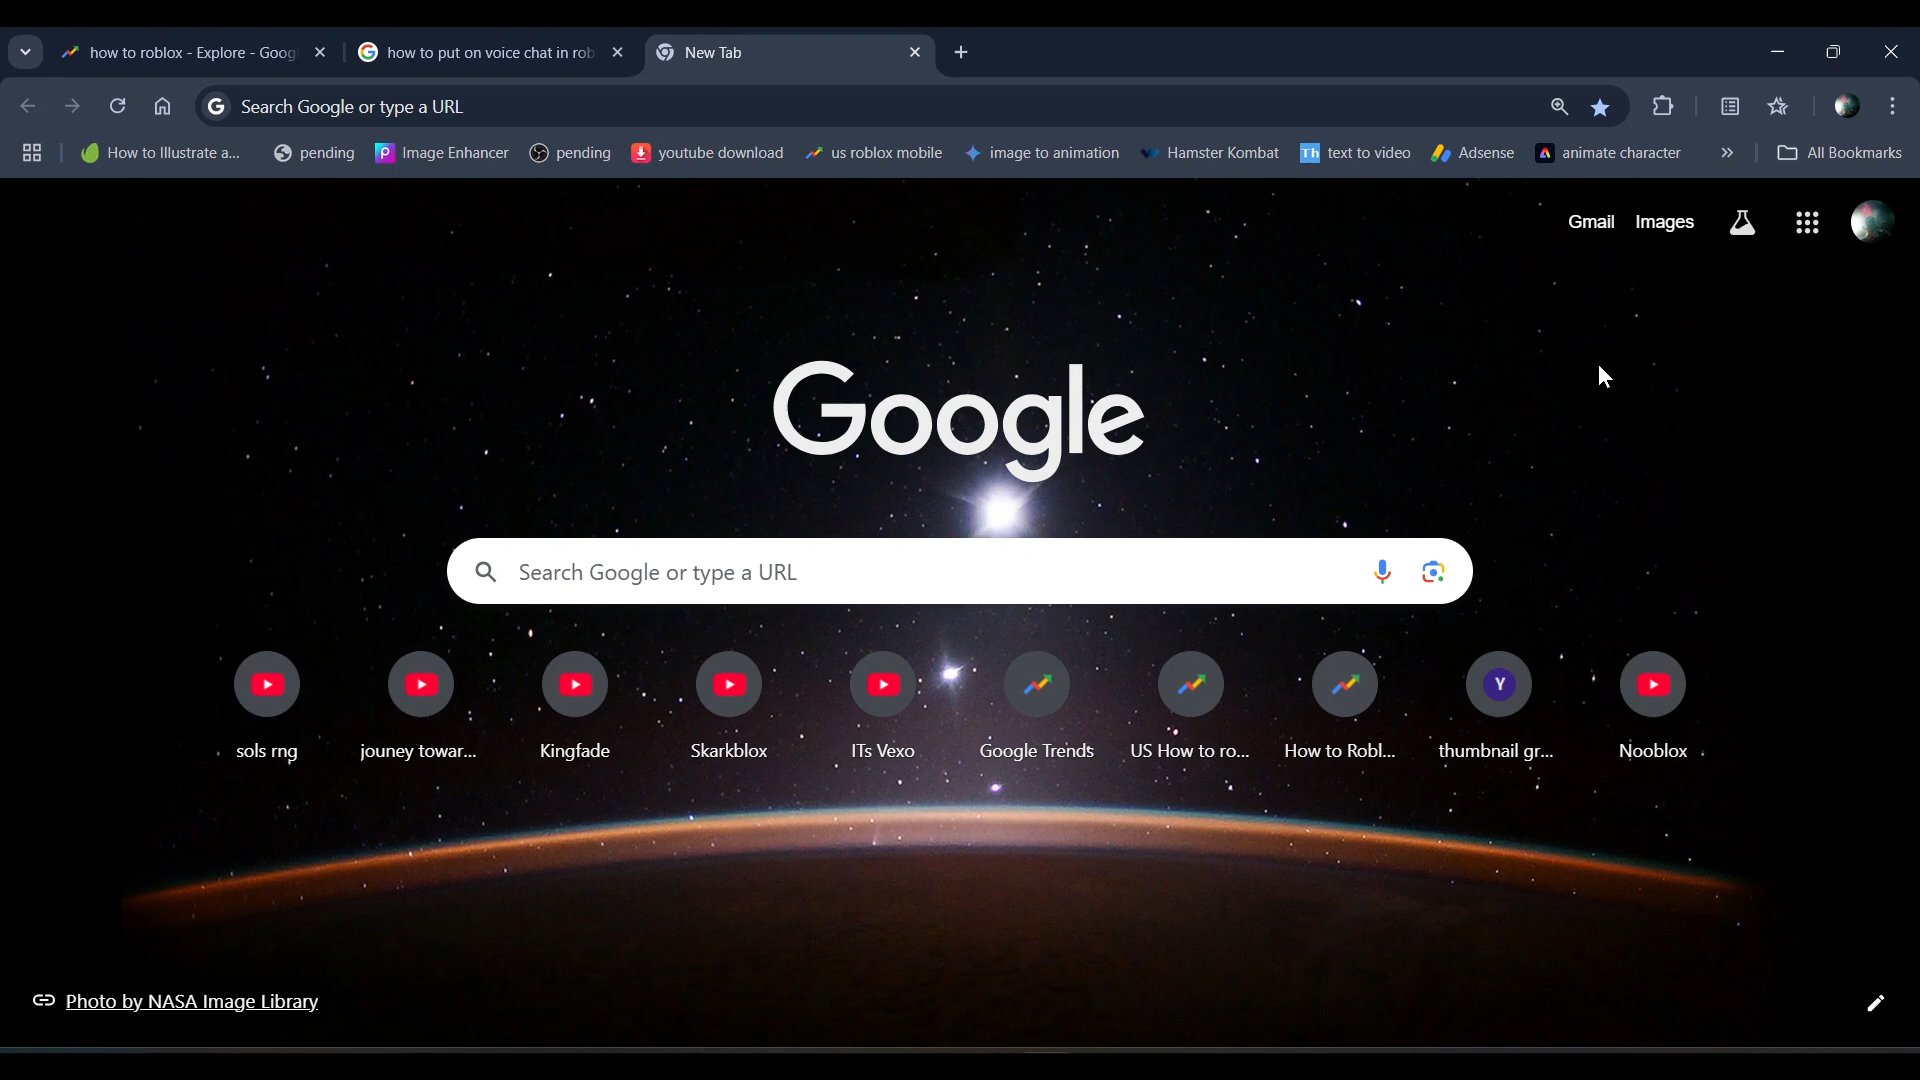 how to roblox - Explore - Googl
how to put on voice chat in rob
New Tab
Search Google or type a URL
How to Illustrate a...
pending
Image Enhancer
pending
youtube download
us roblox mobile
image to animation
Hamster Kombat
Th text to video
Adsense
animate character
All Bookmarks
Gmail Images
Google
Search Google or type a URL
Y
sols rng
jouney towar...
Kingfade
Skarkblox
ITs Vexo
Google Trends
US How to ro...
How to Robl...
thumbnail gr...
Nooblox
Photo by NASA Image Library